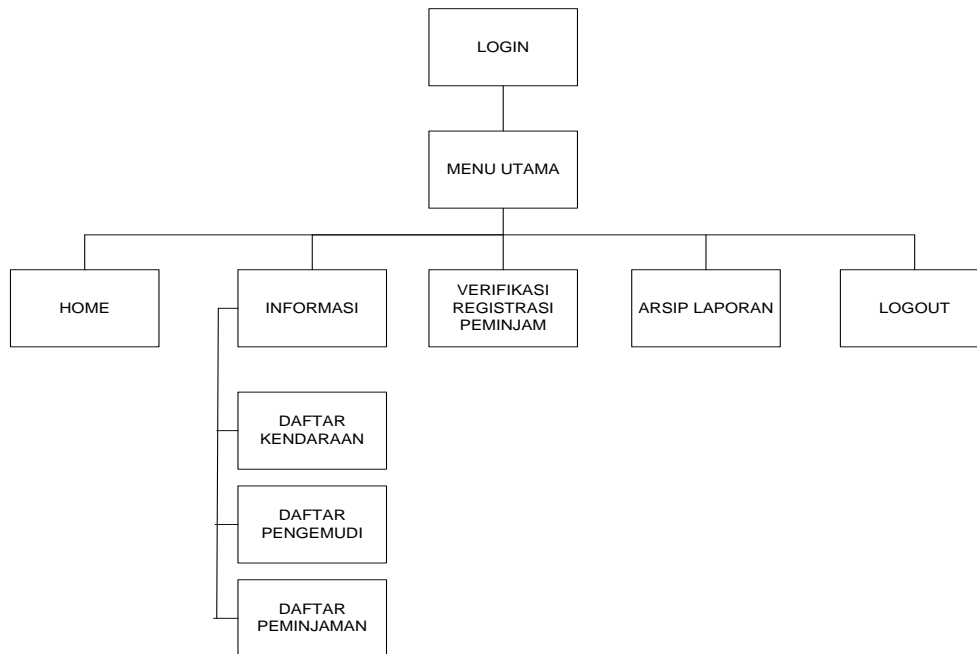 LOGIN
MENU UTAMA
HOME
INFORMASI
VERIFIKASI
REGISTRASI
PEMINJAM
ARSIP LAPORAN
LOGOUT
DAFTAR
KENDARAAN
DAFTAR
PENGEMUDI
DAFTAR
PEMINJAMAN